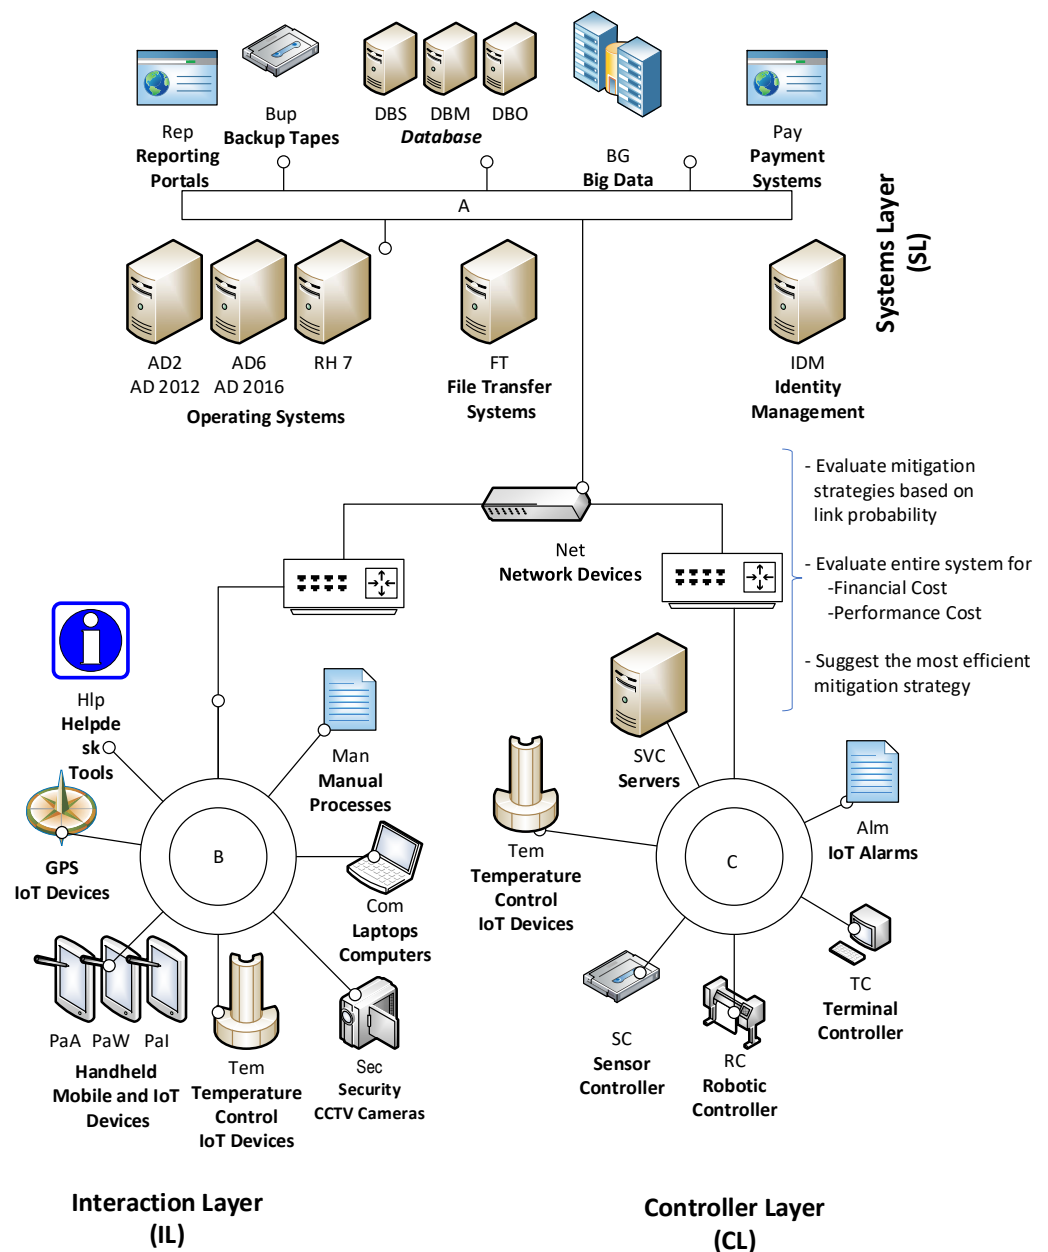 Rep
Reporting
Portals
Bup
Backup Tapes
DBS DBM DBO
Database
BG
Big Data
Pay
Payment
Systems
A
Systems Layer
(SL)
AD2
AD 2012
AD6
AD 2016
RH 7
Operating Systems
FT
File Transfer
Systems
IDM
Identity
Management
- Evaluate mitigation
strategies based on
link probability
- Evaluate entire system for
-Financial Cost
-Performance Cost
- Suggest the most efficient
mitigation strategy
Net
Network Devices
Hlp
Helpde
sk
Tools
Man
Manual
Processes
GPS
IoT Devices
B
Com
Laptops
Computers
PaA PaW PaI
Handheld
Mobile and IoT
Devices
Tem
Temperature
Control
IoT Devices
Sec
Security
CCTV Cameras
Interaction Layer
(IL)
SVC
Servers
Tem
Temperature
Control
IoT Devices
C
Alm
IoT Alarms
TC
Terminal
Controller
SC
Sensor
Controller
RC
Robotic
Controller
Controller Layer
(CL)